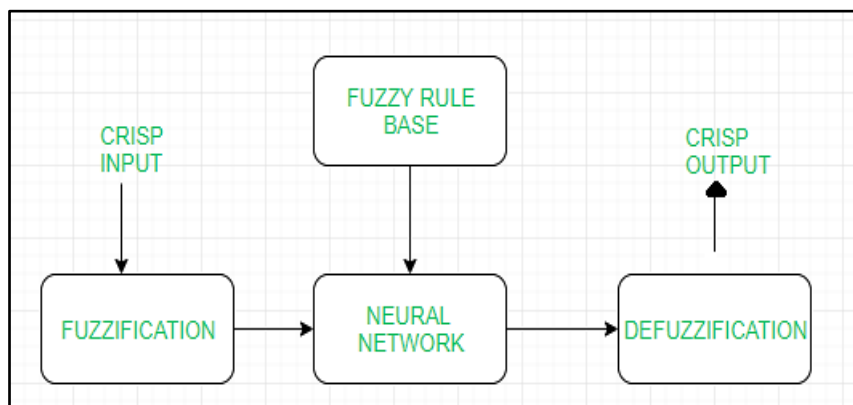 FUZZY RULE
BASE
CRISP
INPUT
CRISP
OUTPUT
FUZZIFICATION
NEURAL
NETWORK
DEFUZZIFICATION